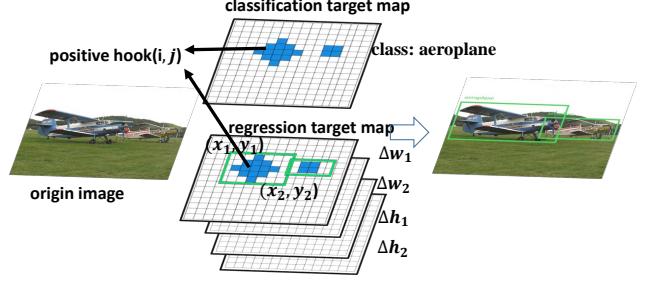 classification target map
positive hook(i, j)
class: aeroplane
regression target map
(x₁, y₁)
(x₂, y₂)
Δw₁
Δw₂
Δh₁
Δh₂
origin image
aeroplane